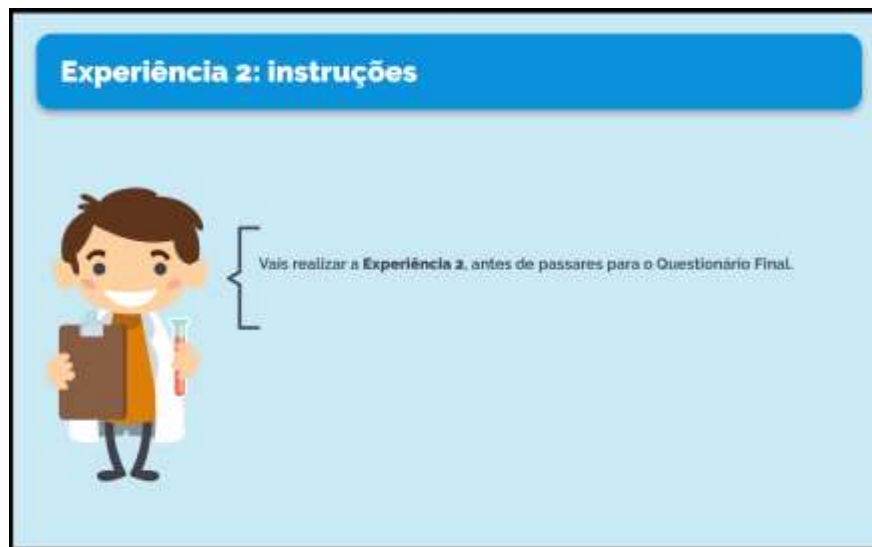 Experiência 2: instruções
Vais realizar a Experiência 2, antes de passares para o Questionário Final.